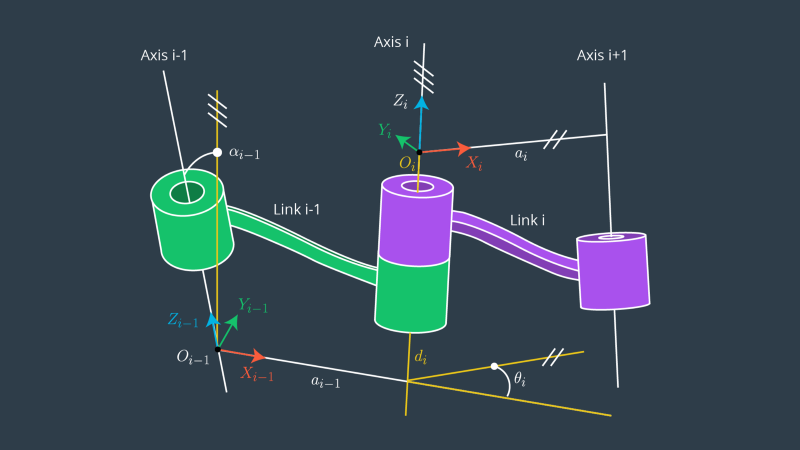 Axis i-1
Axis i
Axis i+1
Z_i
Y_i
O_i
X_i
a_i
α_{i−1}
Link i-1
Link i
Z_{i−1}
Y_{i−1}
O_{i−1}
X_{i−1}
a_{i−1}
d_i
θ_i